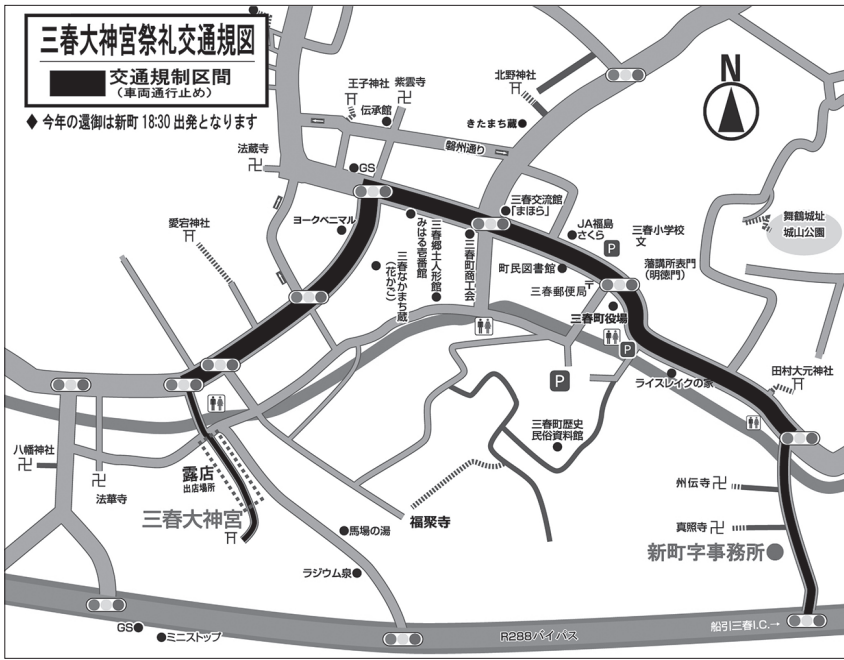 三春大神宮祭礼交通規図
交通規制区間
（車両通行止め）
◆ 今年の還御は新町 18:30 出発となります
王子神社
紫雲寺
伝承館
北野神社
きたまち蔵
N
法蔵寺
GS
磐州通り
愛宕神社
ヨークベニマル
三春交流館
「まほら」
JA福島
さくら
P
三春小学校
文
舞鶴城址
城山公園
みはる壱番館
三春郷土人形館
三春町商工会
三春なかまち蔵
（花かご）
町民図書館
藩講所表門
（明徳門）
三春郵便局
〒
三春町役場
P
P
ライスレイクの家
田村大元神社
三春町歴史
民俗資料館
八幡神社
法華寺
露店
出店場所
三春大神宮
福聚寺
州伝寺
真照寺
馬場の湯
新町字事務所
ラジウム泉
GS
ミニストップ
R288バイパス
船引三春I.C.→